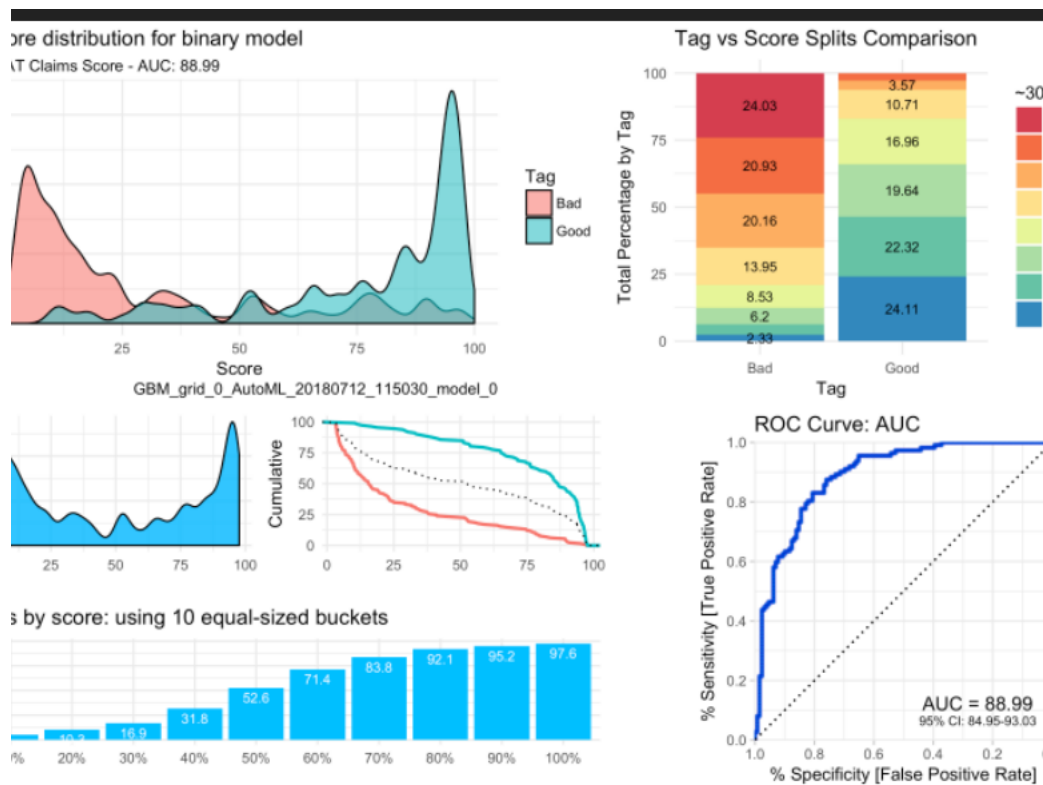 ore distribution for binary model
AT Claims Score - AUC: 88.99
Tag
Bad
Good
25 50 75 100
Score
GBM_grid_0_AutoML_20180712_115030_model_0
Tag vs Score Splits Comparison
~30
Total Percentage by Tag
100
75
50
25
0
24.03
20.93
20.16
13.95
8.53
6.2
2.33
3.57
10.71
16.96
19.64
22.32
24.11
Bad Good
Tag
25 50 75 100
Cumulative
100
75
50
25
0
0 25 50 75 100
s by score: using 10 equal-sized buckets
10.3 16.9 31.8 52.6 71.4 83.8 92.1 95.2 97.6
% 20% 30% 40% 50% 60% 70% 80% 90% 100%
ROC Curve: AUC
% Sensitivity [True Positive Rate]
1.0
0.8
0.6
0.4
0.2
0.0
AUC = 88.99
95% CI: 84.95-93.03
1.0 0.8 0.6 0.4 0.2 0
% Specificity [False Positive Rate]